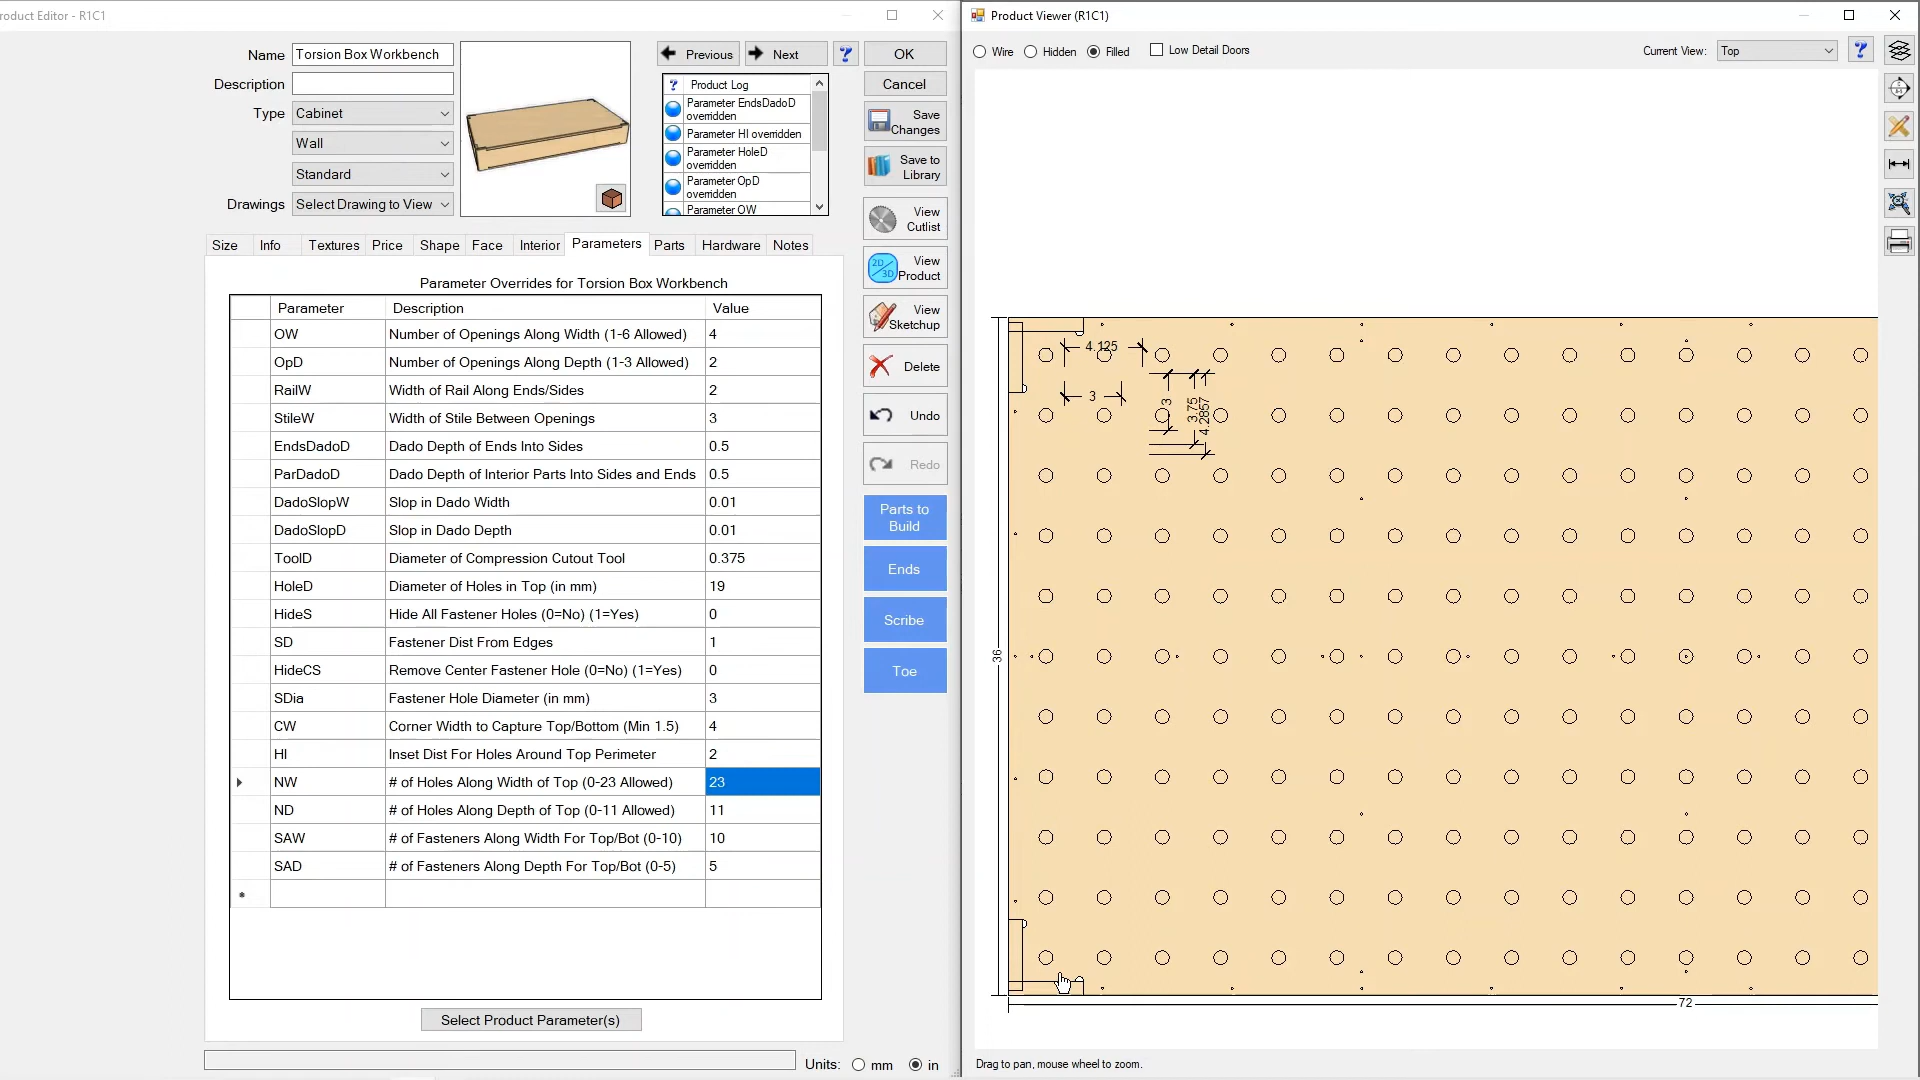 roduct Editor - R1C1
Name
Torsion Box Workbench
Description
Type
Cabinet
Wall
Standard
Drawings
Select Drawing to View
Previous
Next
?
OK
Cancel
Save Changes
Save to Library
? Product Log
Parameter EndsDadoD
overridden
Parameter HI overridden
Parameter HoleD
overridden
Parameter OpD
overridden
Parameter OW
View Cutlist
2D/3D
View Product
View Sketchup
Delete
Undo
Redo
Parts to Build
Ends
Scribe
Toe
Size Info Textures Price Shape Face Interior Parameters Parts Hardware Notes
Parameter Overrides for Torsion Box Workbench
Parameter Description Value
OW Number of Openings Along Width (1-6 Allowed) 4
OpD Number of Openings Along Depth (1-3 Allowed) 2
RailW Width of Rail Along Ends/Sides 2
StileW Width of Stile Between Openings 3
EndsDadoD Dado Depth of Ends Into Sides 0.5
ParDadoD Dado Depth of Interior Parts Into Sides and Ends 0.5
DadoSlopW Slop in Dado Width 0.01
DadoSlopD Slop in Dado Depth 0.01
ToolD Diameter of Compression Cutout Tool 0.375
HoleD Diameter of Holes in Top (in mm) 19
HideS Hide All Fastener Holes (0=No) (1=Yes) 0
SD Fastener Dist From Edges 1
HideCS Remove Center Fastener Hole (0=No) (1=Yes) 0
SDia Fastener Hole Diameter (in mm) 3
CW Corner Width to Capture Top/Bottom (Min 1.5) 4
HI Inset Dist For Holes Around Top Perimeter 2
NW # of Holes Along Width of Top (0-23 Allowed) 23
ND # of Holes Along Depth of Top (0-11 Allowed) 11
SAW # of Fasteners Along Width For Top/Bot (0-10) 10
SAD # of Fasteners Along Depth For Top/Bot (0-5) 5
*
Select Product Parameter(s)
Units: mm in
Product Viewer (R1C1)
Wire Hidden Filled Low Detail Doors
Current View: Top ?
4.125
3
3
3.75
4.2857
36
72
Drag to pan, mouse wheel to zoom.